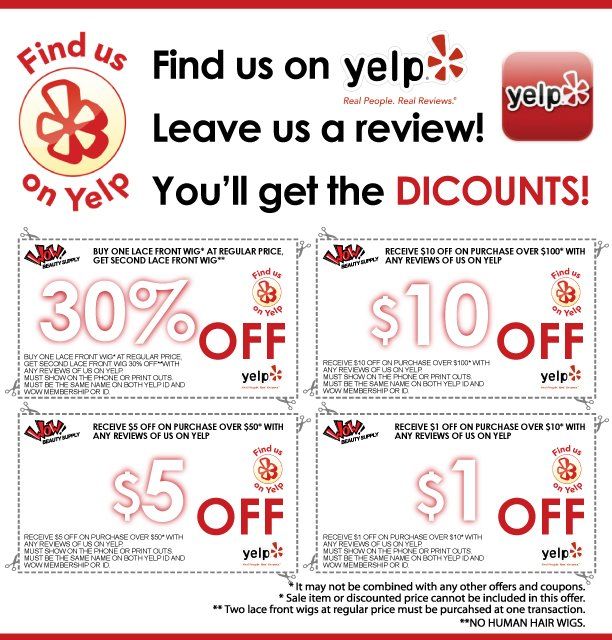 Find us
on Yelp
Find us on yelp
Real People. Real Reviews.®
yelp
Leave us a review!
You'll get the DICOUNTS!
WOW!
BEAUTY SUPPLY
BUY ONE LACE FRONT WIG* AT REGULAR PRICE,
GET SECOND LACE FRONT WIG**
Find us
on Yelp
30%
OFF
BUY ONE LACE FRONT WIG* AT REGULAR PRICE,
GET SECOND LACE FRONT WIG 30% OFF**WITH
ANY REVIEWS OF US ON YELP
MUST SHOW ON THE PHONE OR PRINT OUTS.
MUST BE THE SAME NAME ON BOTH YELP ID AND
WOW MEMBERSHIP OR ID.
yelp
Real People. Real Reviews.®
WOW!
BEAUTY SUPPLY
RECEIVE $10 OFF ON PURCHASE OVER $100* WITH
ANY REVIEWS OF US ON YELP
Find us
on Yelp
$10
OFF
RECEIVE $10 OFF ON PURCHASE OVER $100* WITH
ANY REVIEWS OF US ON YELP
MUST SHOW ON THE PHONE OR PRINT OUTS.
MUST BE THE SAME NAME ON BOTH YELP ID AND
WOW MEMBERSHIP OR ID.
yelp
Real People. Real Reviews.®
WOW!
BEAUTY SUPPLY
RECEIVE $5 OFF ON PURCHASE OVER $50* WITH
ANY REVIEWS OF US ON YELP
Find us
on Yelp
$5
OFF
RECEIVE $5 OFF ON PURCHASE OVER $50* WITH
ANY REVIEWS OF US ON YELP
MUST SHOW ON THE PHONE OR PRINT OUTS.
MUST BE THE SAME NAME ON BOTH YELP ID AND
WOW MEMBERSHIP OR ID.
yelp
Real People. Real Reviews.®
WOW!
BEAUTY SUPPLY
RECEIVE $1 OFF ON PURCHASE OVER $10* WITH
ANY REVIEWS OF US ON YELP
Find us
on Yelp
$1
OFF
RECEIVE $1 OFF ON PURCHASE OVER $10* WITH
ANY REVIEWS OF US ON YELP
MUST SHOW ON THE PHONE OR PRINT OUTS.
MUST BE THE SAME NAME ON BOTH YELP ID AND
WOW MEMBERSHIP OR ID.
yelp
Real People. Real Reviews.®
* It may not be combined with any other offers and coupons.
* Sale item or discounted price cannot be included in this offer.
** Two lace front wigs at regular price must be purcahsed at one transaction.
**NO HUMAN HAIR WIGS.